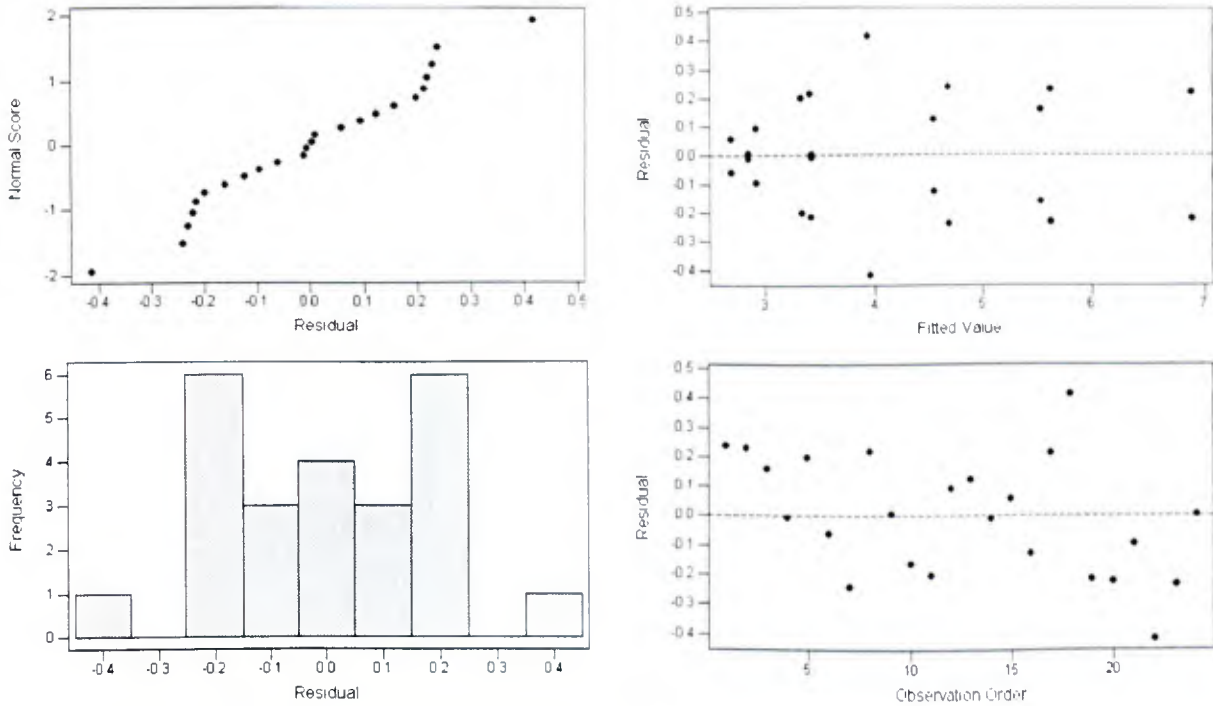 2
1
0
-1
-2
Normal Score
-0.4 -0.3 -0.2 -0.1 0.0 0.1 0.2 0.3 0.4 0.5
Residual
0.5
0.4
0.3
0.2
0.1
0.0
-0.1
-0.2
-0.3
-0.4
Residual
3 4 5 6 7
Fitted Value
6
5
4
3
2
1
0
Frequency
-0.4 -0.3 -0.2 -0.1 0.0 0.1 0.2 0.3 0.4
Residual
0.5
0.4
0.3
0.2
0.1
0.0
-0.1
-0.2
-0.3
-0.4
Residual
5 10 15 20
Observation Order